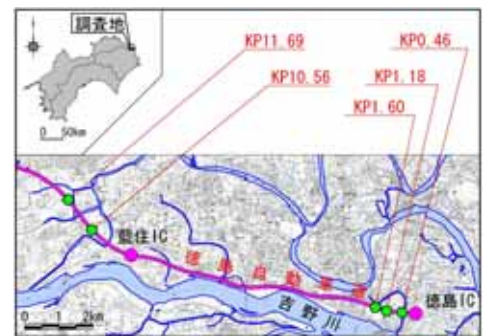 調査地
0 50km
KP11.69
KP10.56
KP0.46
KP1.18
KP1.60
藍住IC
徳島自動車道
吉野川
徳島IC
0 1 2km